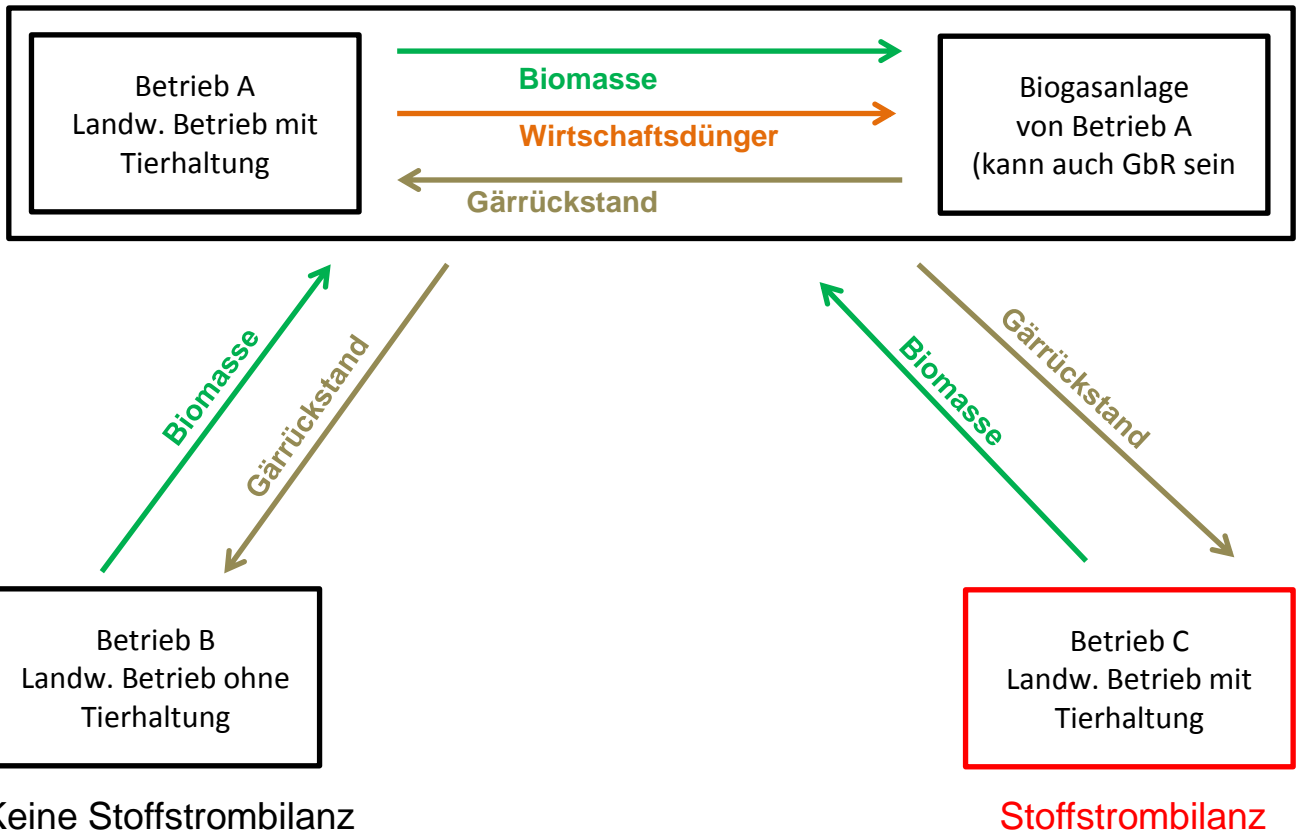 Betrieb A
Landw. Betrieb mit
Tierhaltung
Biomasse
Wirtschaftsdünger
Gärrückstand
Biogasanlage
von Betrieb A
(kann auch GbR sein
Biomasse
Gärrückstand
Biomasse
Gärrückstand
Betrieb B
Landw. Betrieb ohne
Tierhaltung
Betrieb C
Landw. Betrieb mit
Tierhaltung
Keine Stoffstrombilanz
Stoffstrombilanz